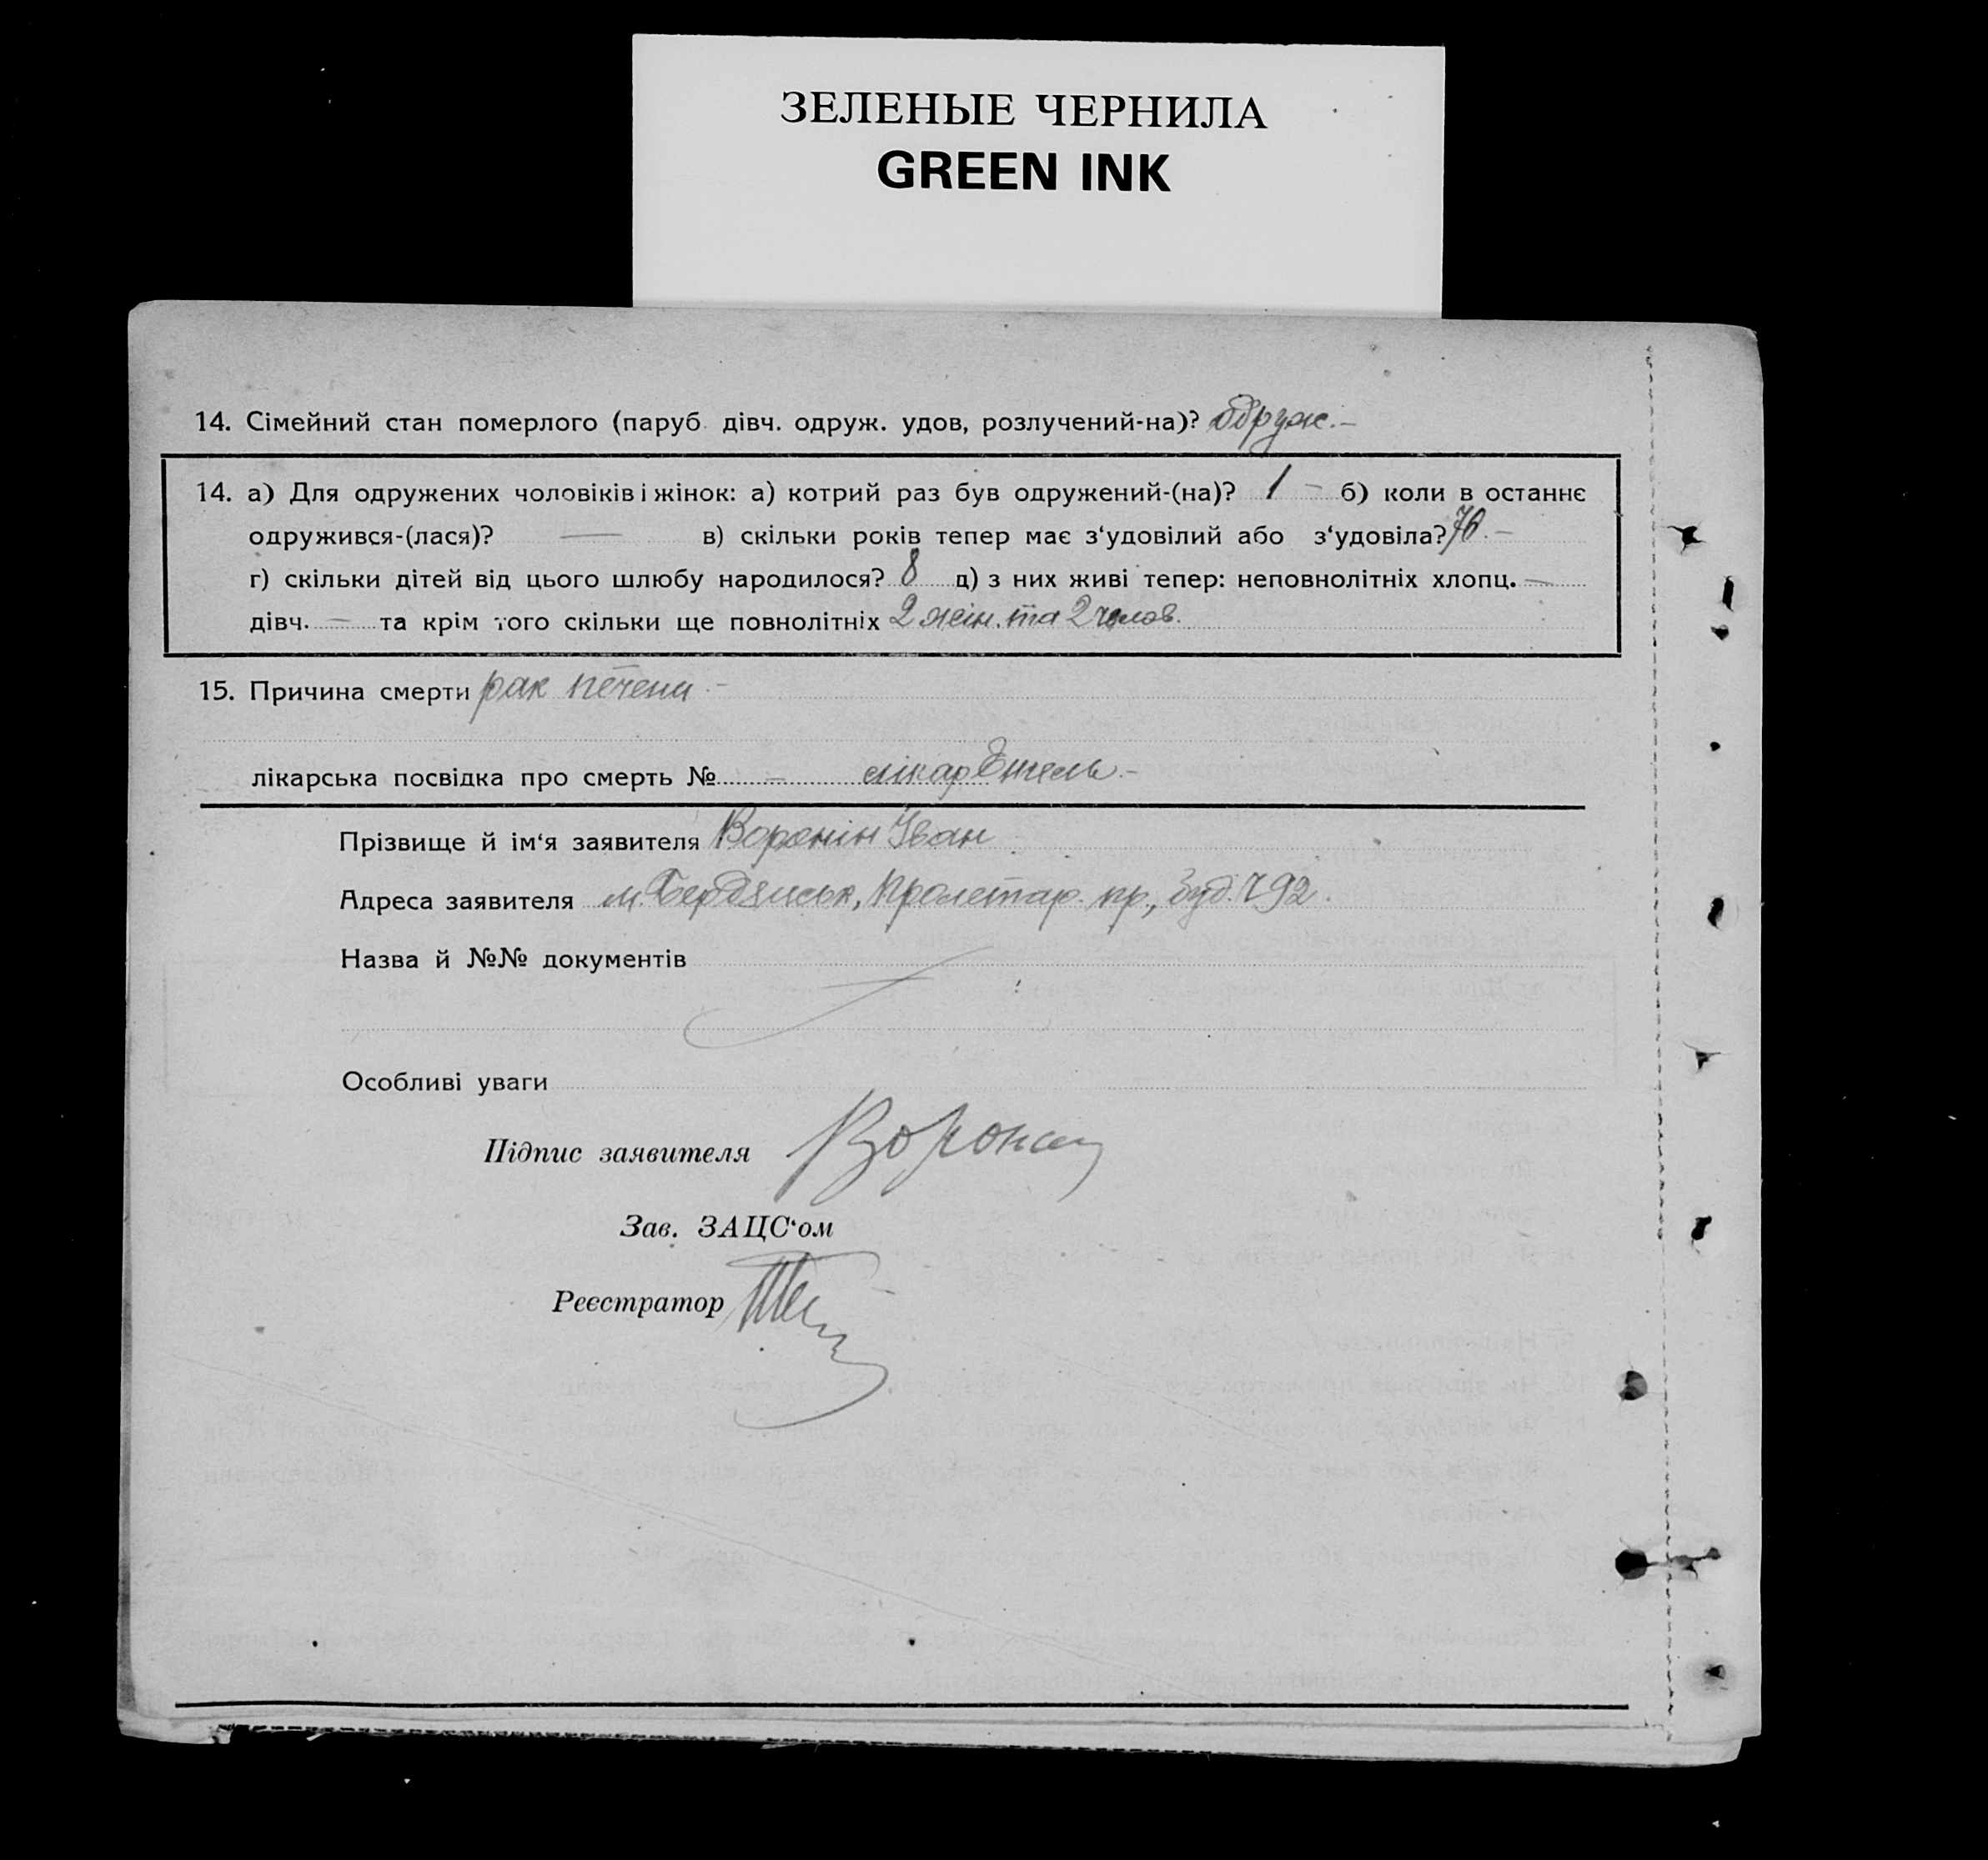 ЗЕЛЕНЫЕ ЧЕРНИЛА
GREEN INK
14. Сімейний стан померлого (паруб. дівч. одруж. удов, розлучений-на)? одруж. —
14. а) Для одружених чоловіків і жінок: а) котрий раз був одружений-(на)? 1 — б) коли в останнє
одружився-(лася)? — в) скільки років тепер має з‘удовілий або з‘удовіла? 76. —
г) скільки дітей від цього шлюбу народилося? 8 д) з них живі тепер: неповнолітніх хлопц. —
дівч. — та крім того скільки ще повнолітніх 2 жін. та 2 чолов.
15. Причина смерти рак печени —
лікарська посвідка про смерть № — лікар Енгель. —
Прізвище й ім‘я заявителя Воронін Іван
Адреса заявителя м. Бердянськ, Пролетар. пр., буд. 92.
Назва й №№ документів
Особливі уваги
Підпис заявителя
Зав. ЗАЦС‘ом
Реєстратор